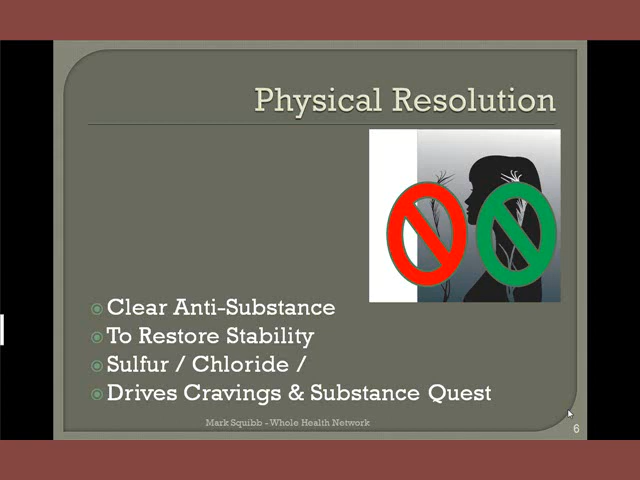 Physical Resolution
Clear Anti-Substance
To Restore Stability
Sulfur / Chloride /
Drives Cravings & Substance Quest
Mark Squibb - Whole Health Network
6